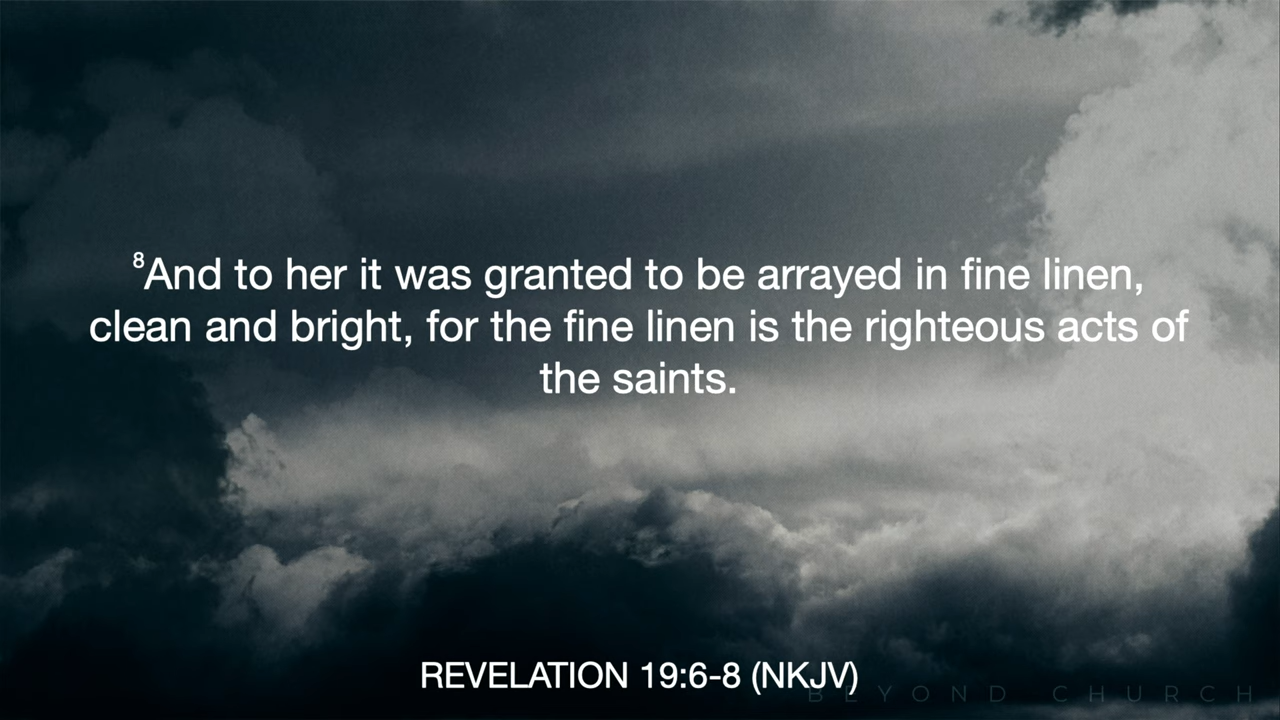 ⁸And to her it was granted to be arrayed in fine linen,
clean and bright, for the fine linen is the righteous acts of
the saints.
REVELATION 19:6-8 (NKJV)
BEYOND CHURCH